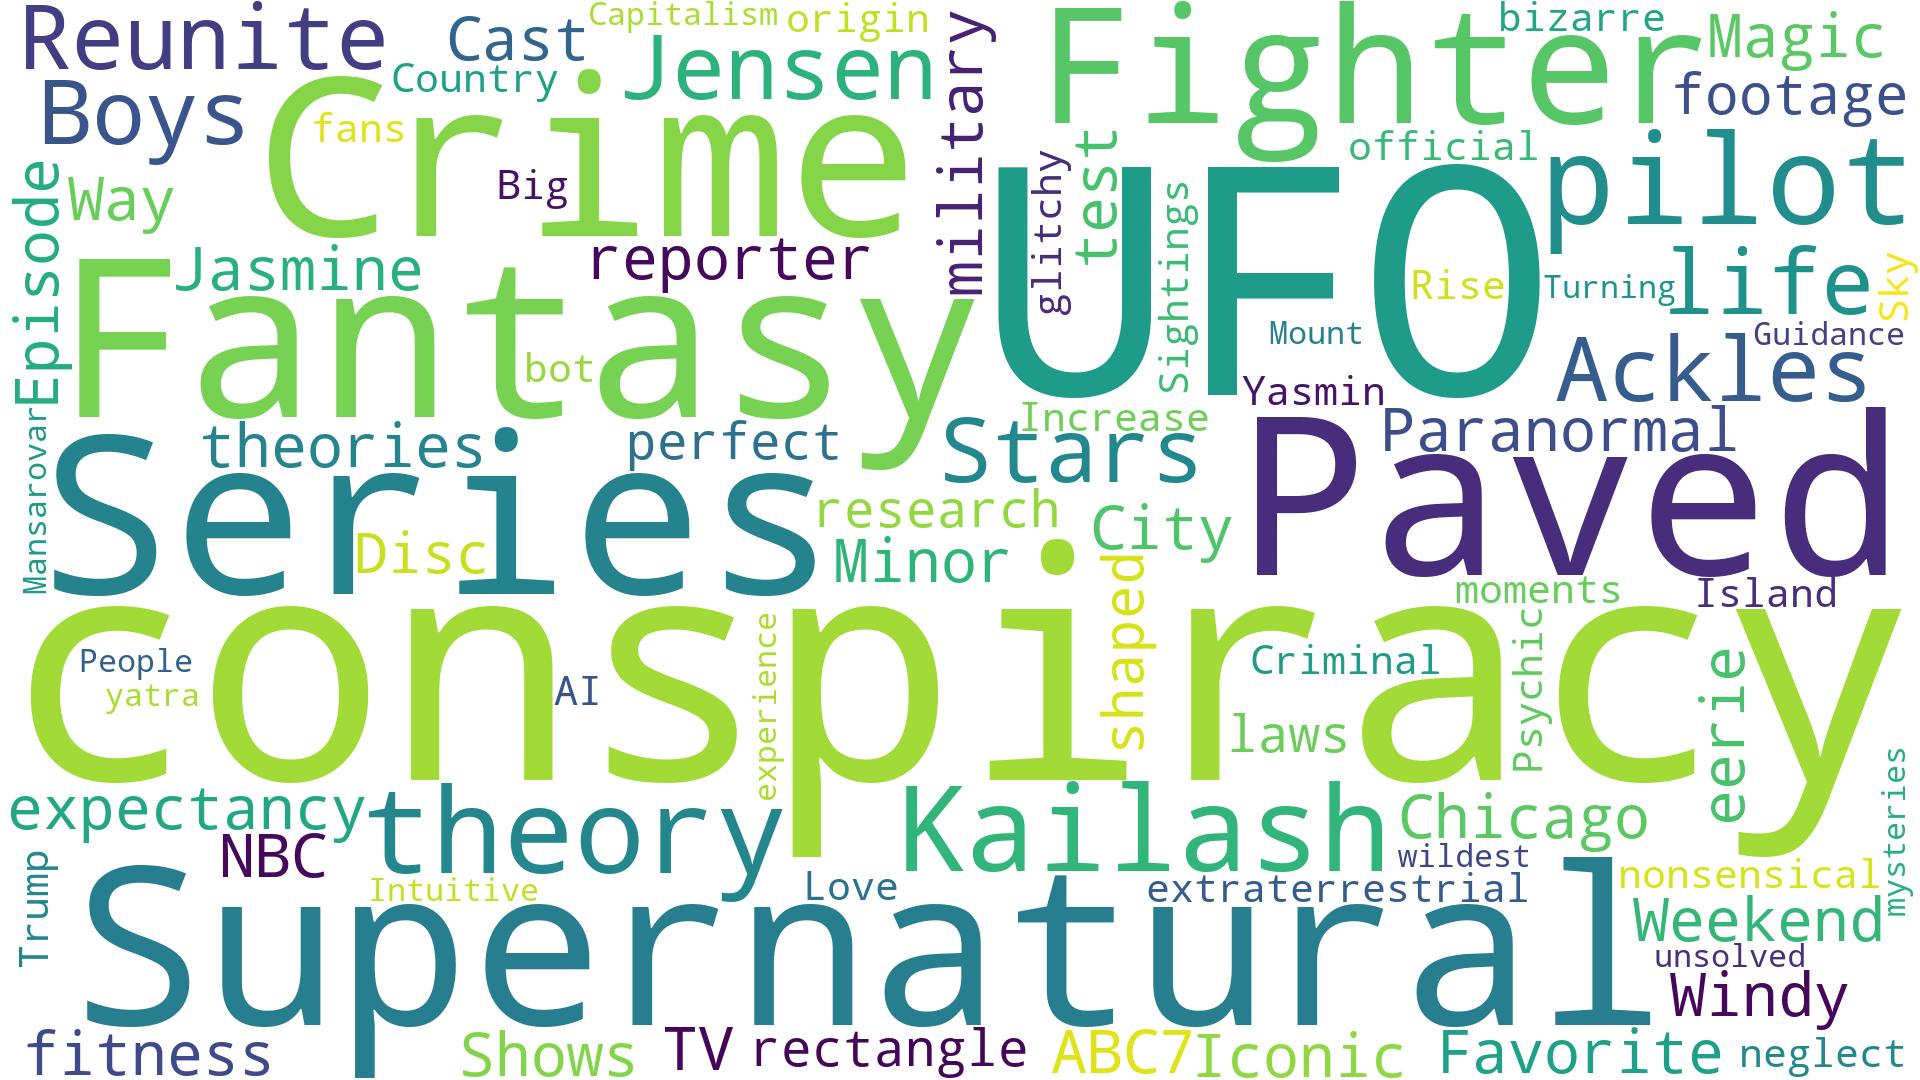 Reunite
Cast
Capitalism
origin
Country
Jensen
Boys
Crime
fans
Big
military
Fighter
bizarre
Magic
footage
official
pilot
test
glitchy
Sightings
UFO
Rise
Turning
life
Sky
Mount
Guidance
Ackles
Yasmin
Way
Episode
Jasmine
reporter
Fantasy
bot
Mansarovar
theories
perfect
Increase
Stars
Paranormal
Paved
Series
Disc
research
Minor
City
shaped
moments
Island
conspiracy
People
yatra
AI
experience
Criminal
laws
Psychic
eerie
mysteries
expectancy
theory
Kailash
Chicago
NBC
wildest
Trump
Intuitive
Love
extraterrestrial
nonsensical
Weekend
Supernatural
unsolved
Windy
fitness
Shows
TV
rectangle
ABC7
Iconic
Favorite
neglect